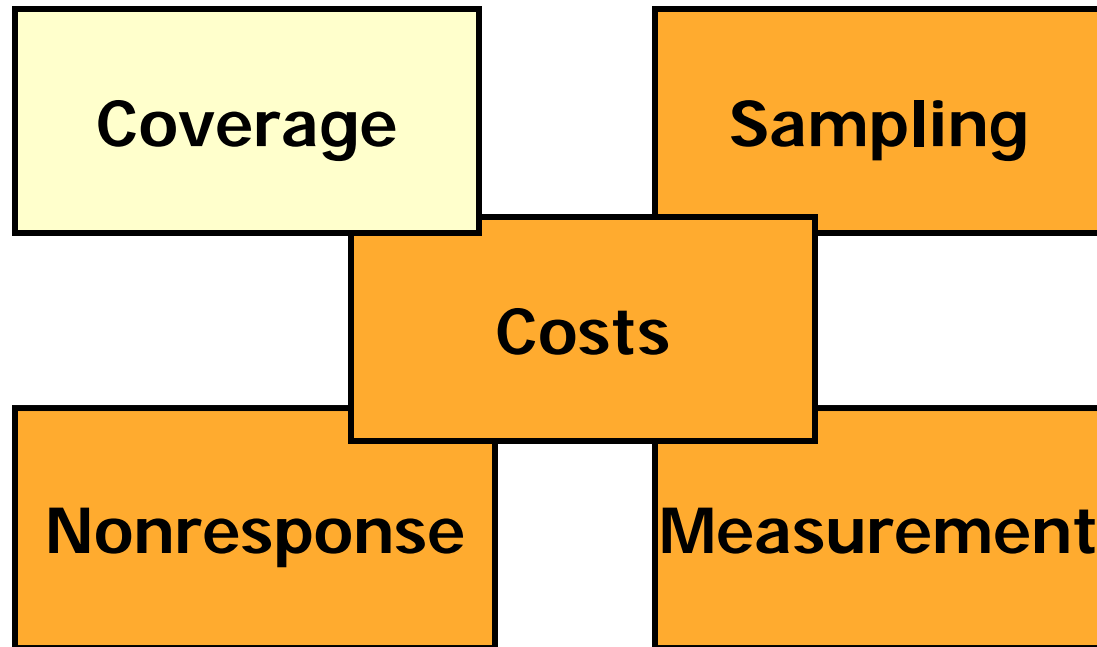 Coverage
Sampling
Costs
Nonresponse
Measurement